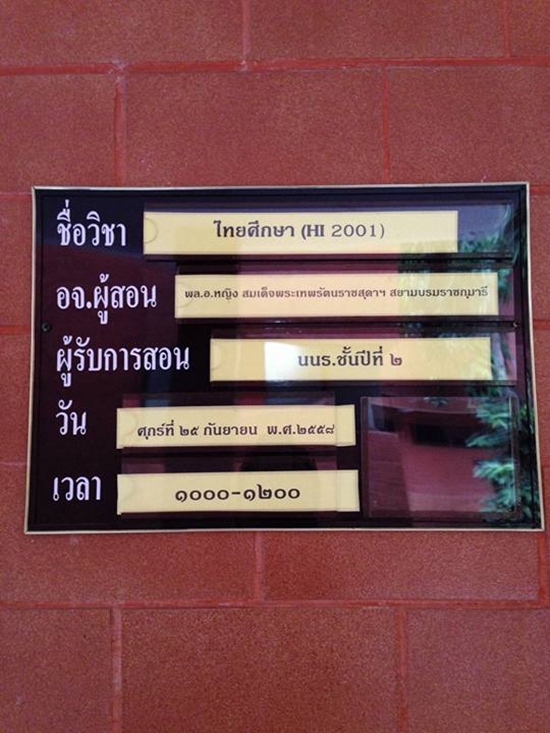 ชื่อวิชา ไทยศึกษา (HI 2001)
อจ.ผู้สอน พล.อ.หญิง สมเด็จพระเทพรัตนราชสุดาฯ สยามบรมราชกุมารี
ผู้รับการสอน นนร.ชั้นปีที่ ๒
วัน ศุกร์ที่ ๒๕ กันยายน พ.ศ.๒๕๕๘
เวลา ๑๐๐๐-๑๒๐๐